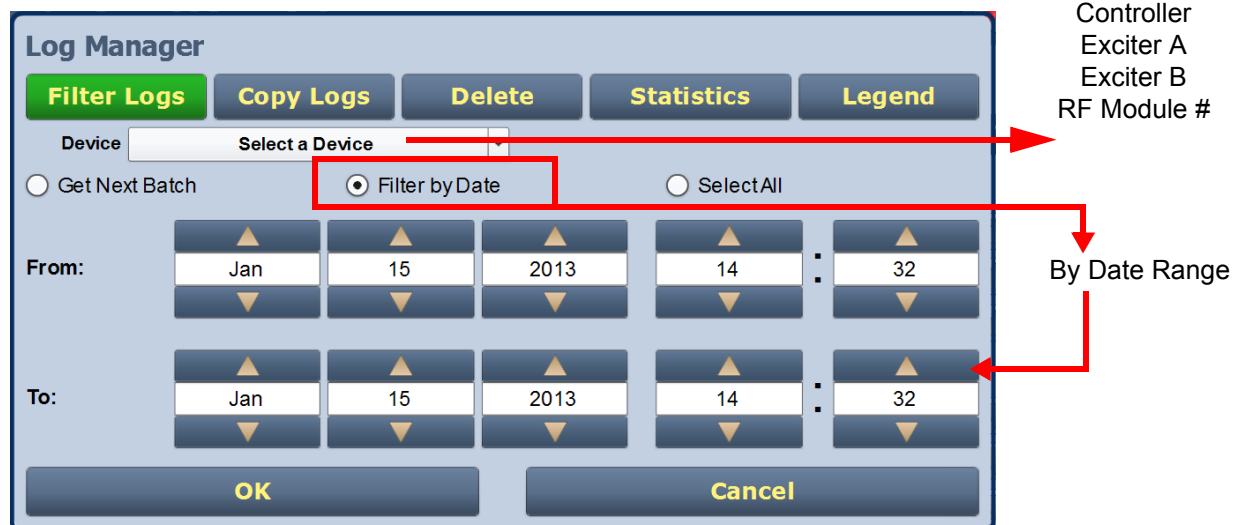 Controller
Exciter A
Exciter B
RF Module #
Log Manager
Filter Logs Copy Logs Delete Statistics Legend
Device Select a Device
Get Next Batch Filter by Date Select All
From: Jan 15 2013 14 : 32
By Date Range
To: Jan 15 2013 14 : 32
OK Cancel